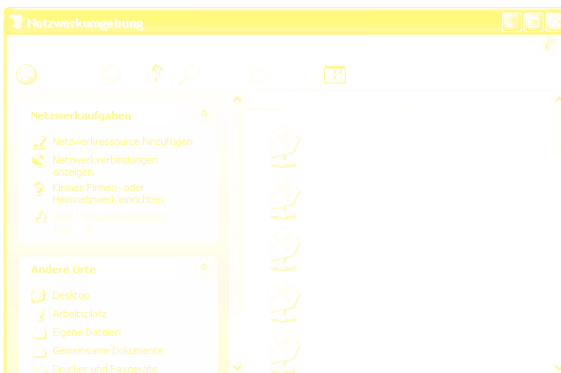 Netzwerkumgebung
Netzwerkaufgaben
Netzwerkressource hinzufügen
Netzwerkverbindungen
anzeigen
Kleines Firmen- oder
Heimnetzwerk einrichten
Andere Orte
Desktop
Arbeitsplatz
Eigene Dateien
Gemeinsame Dokumente
Drucker und Faxgeräte